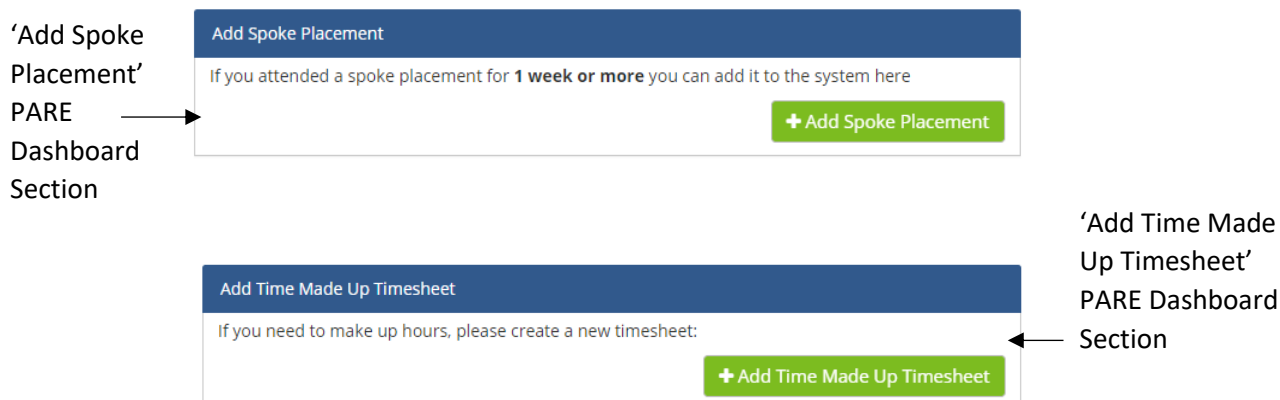 ‘Add Spoke
Placement’
PARE
Dashboard
Section
Add Spoke Placement
If you attended a spoke placement for 1 week or more you can add it to the system here
+ Add Spoke Placement
Add Time Made Up Timesheet
If you need to make up hours, please create a new timesheet:
+ Add Time Made Up Timesheet
‘Add Time Made
Up Timesheet’
PARE Dashboard
Section